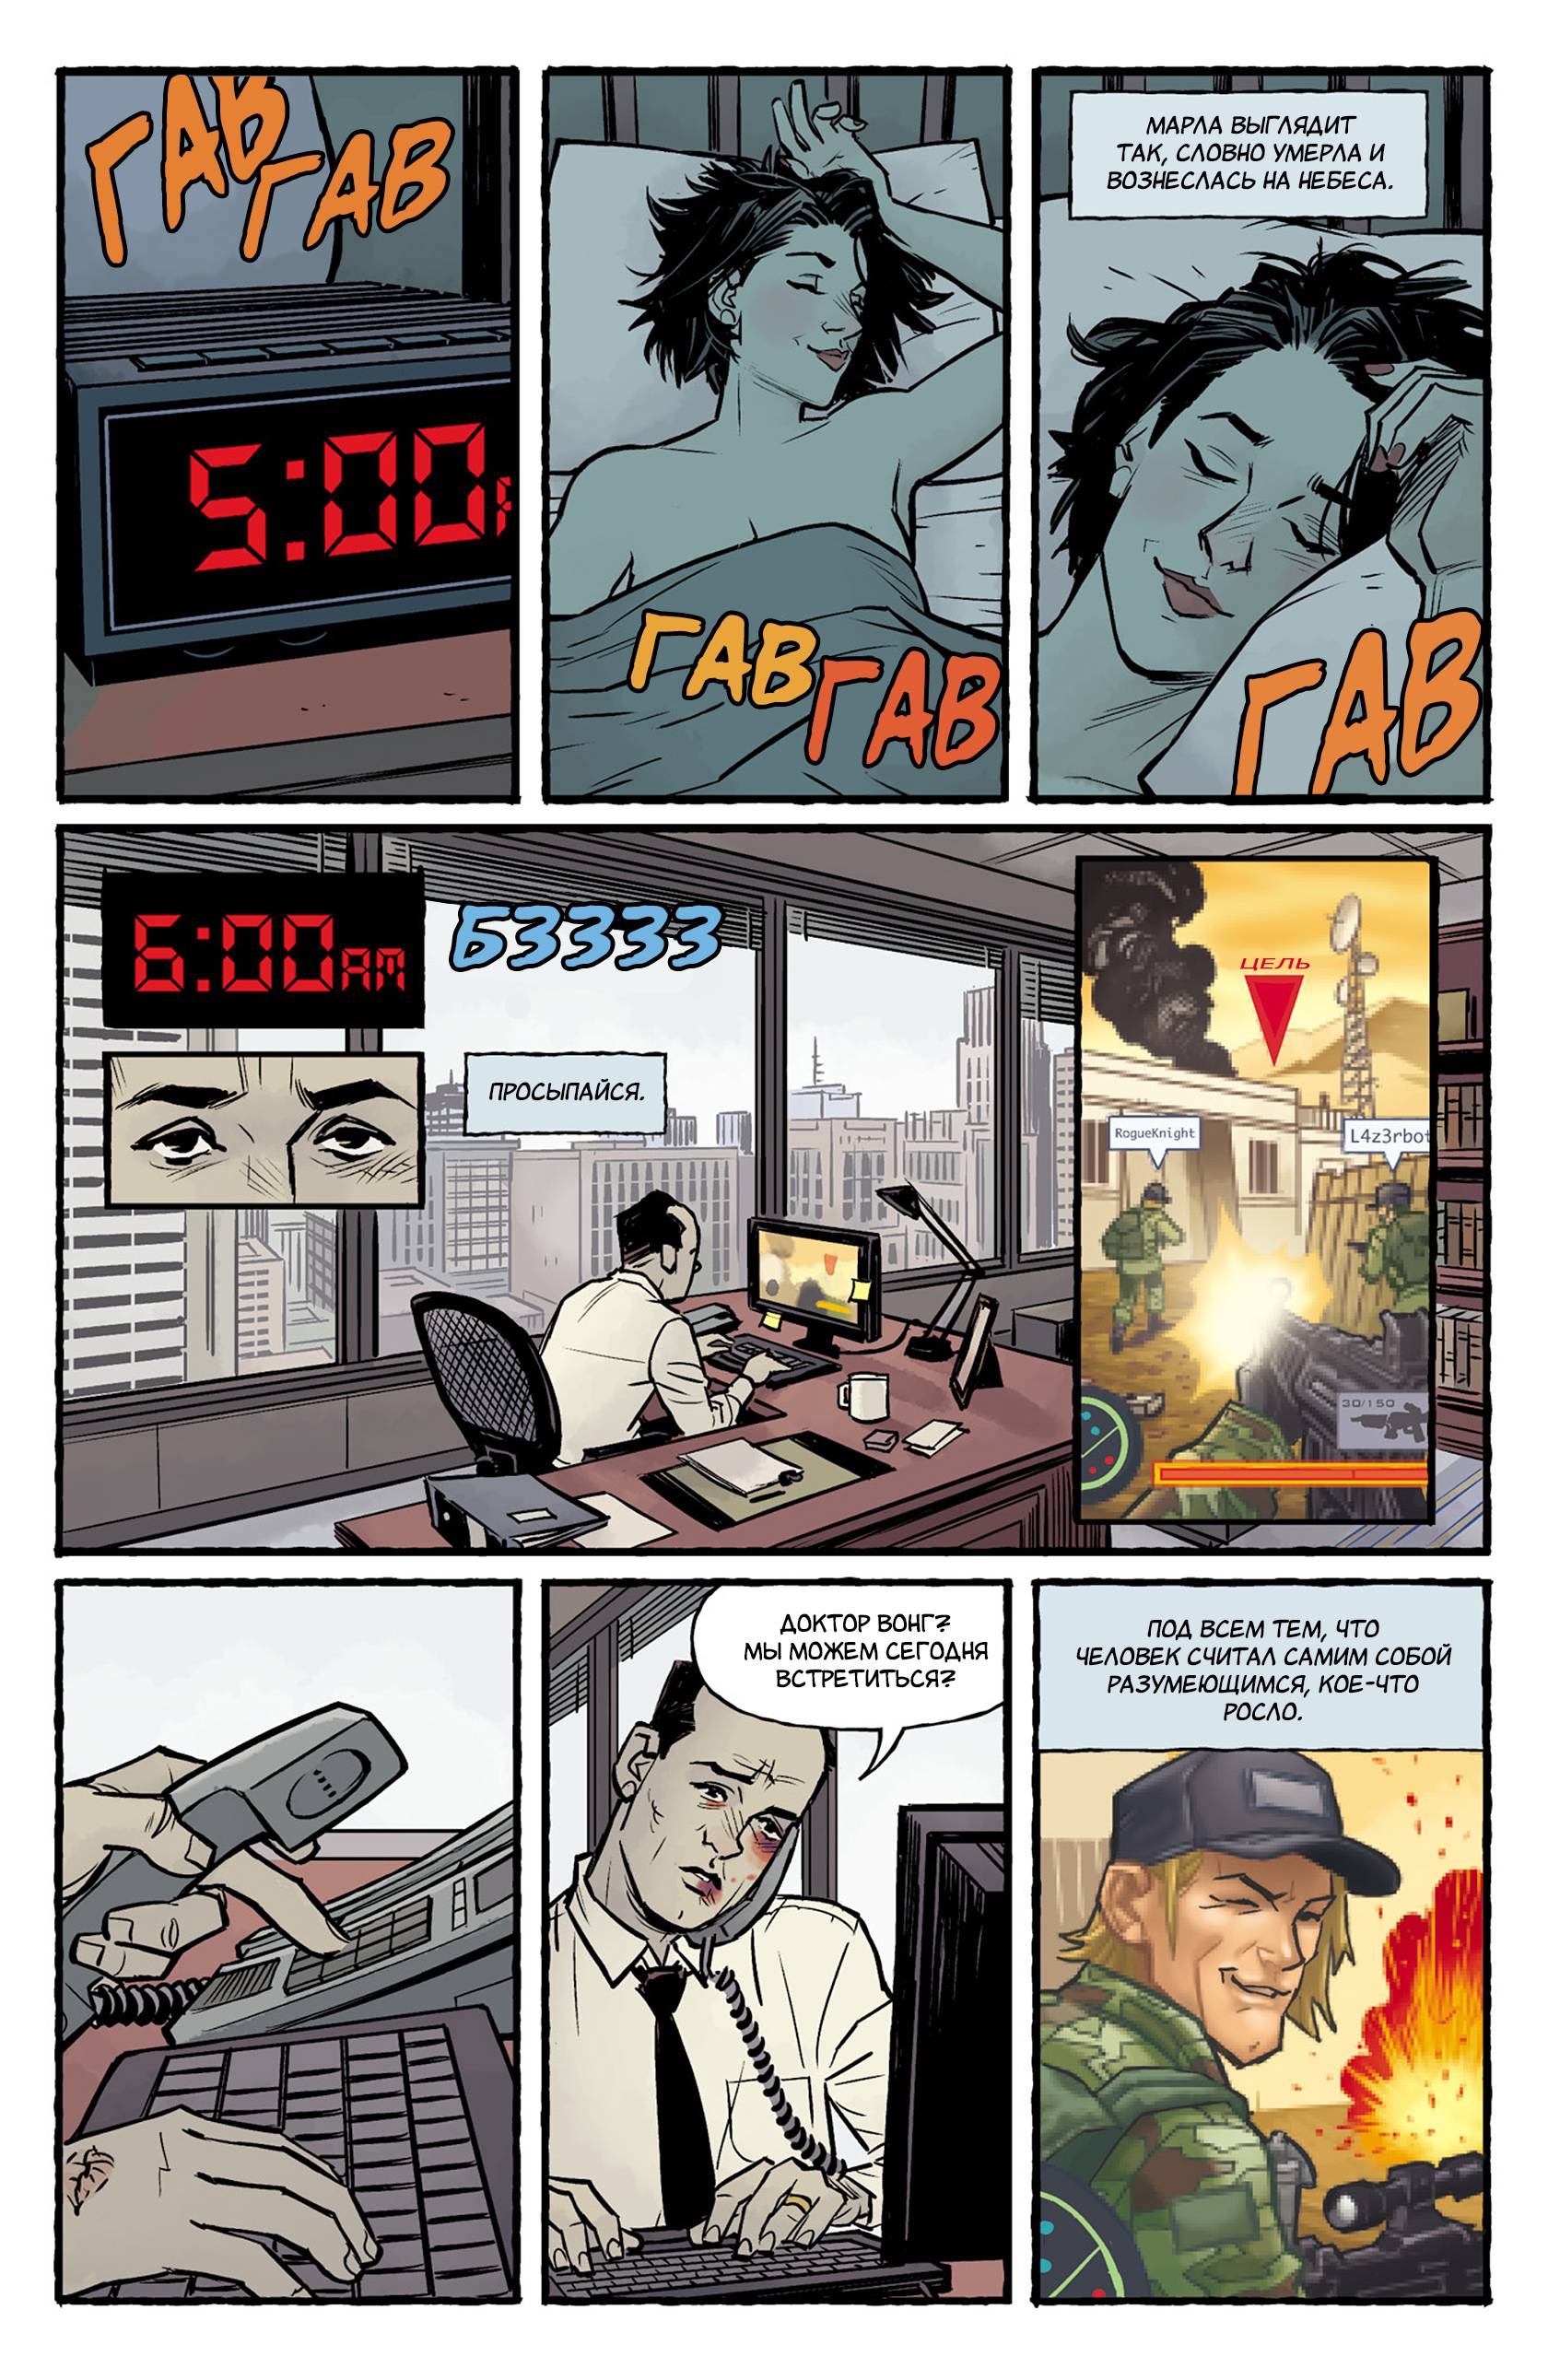 ГАВ
ГАВ
5:00
ГАВ
ГАВ
МАРЛА ВЫГЛЯДИТ
ТАК, СЛОВНО УМЕРЛА И
ВОЗНЕСЛАСЬ НА НЕБЕСА.
ГАВ
6:00AM
БЗЗЗЗ
ПРОСЫПАЙСЯ.
ЦЕЛЬ
RogueKnight
L4z3rbot
30/150
ДОКТОР ВОНГ?
МЫ МОЖЕМ СЕГОДНЯ
ВСТРЕТИТЬСЯ?
ПОД ВСЕМ ТЕМ, ЧТО
ЧЕЛОВЕК СЧИТАЛ САМИМ СОБОЙ
РАЗУМЕЮЩИМСЯ, КОЕ-ЧТО
РОСЛО.